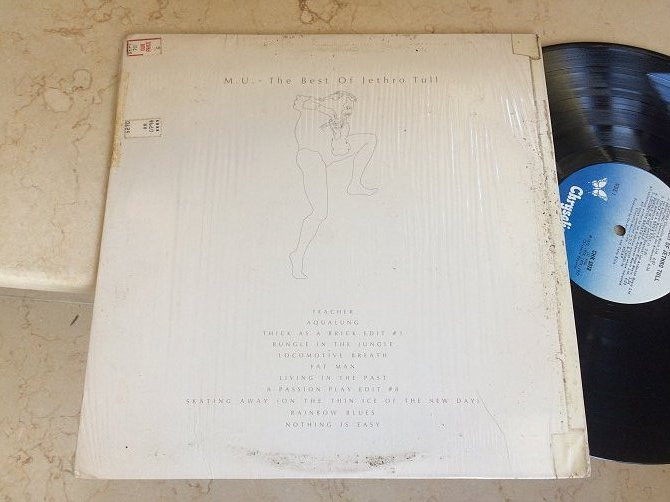 M.U. - The Best Of Jethro Tull
TEACHER
AQUALUNG
THICK AS A BRICK EDIT #1
BUNGLE IN THE JUNGLE
LOCOMOTIVE BREATH
FAT MAN
LIVING IN THE PAST
A PASSION PLAY EDIT #8
SKATING AWAY (ON THE THIN ICE OF THE NEW DAY)
RAINBOW BLUES
NOTHING IS EASY
Chrysalis